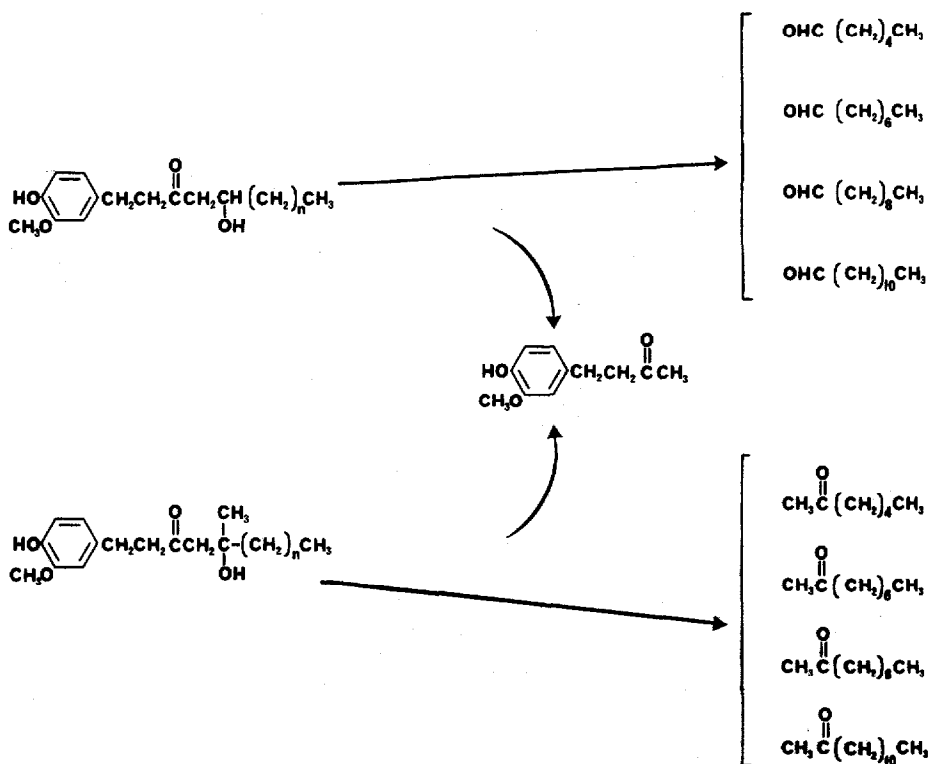 OHC (CH₂)₄CH₃
OHC (CH₂)₆CH₃
OHC (CH₂)₈CH₃
OHC (CH₂)₁₀CH₃
O
HO CH₂CH₂CCH₂CH(CH₂)ₙCH₃
CH₃O OH
O
HO CH₂CH₂CCH₃
CH₃O
CH₃
O
HO CH₂CH₂CCH₂C-(CH₂)ₙCH₃
CH₃O OH
O
CH₃C(CH₂)₄CH₃
O
CH₃C(CH₂)₆CH₃
O
CH₃C(CH₂)₈CH₃
O
CH₃C(CH₂)₁₀CH₃